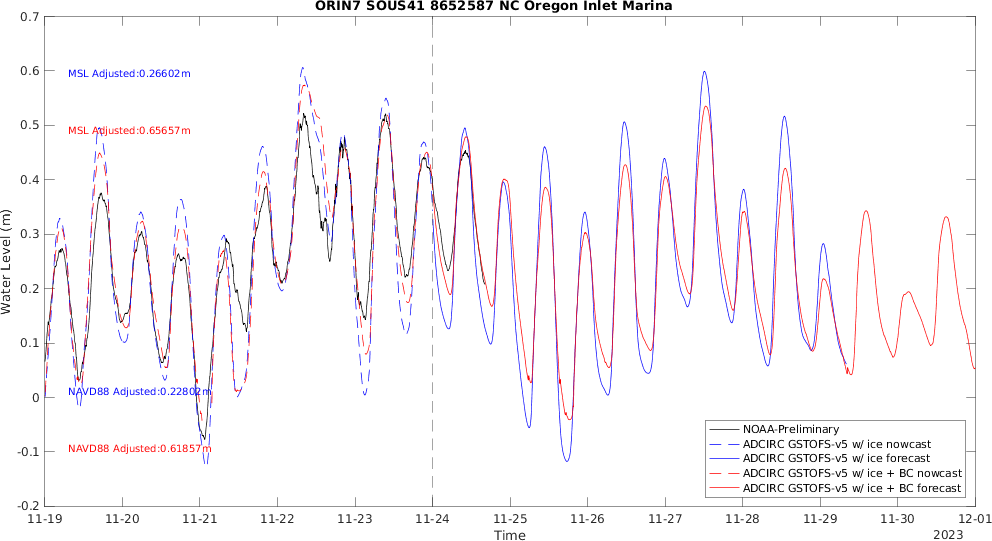 ORIN7 SOUS41 8652587 NC Oregon Inlet Marina
0.7
0.6
0.5
0.4
0.3
0.2
0.1
0
-0.1
-0.2
Water Level (m)
MSL Adjusted:0.26602m
MSL Adjusted:0.65657m
NAVD88 Adjusted:0.22802m
NAVD88 Adjusted:0.61857m
NOAA-Preliminary
ADCIRC GSTOFS-v5 w/ ice nowcast
ADCIRC GSTOFS-v5 w/ ice forecast
ADCIRC GSTOFS-v5 w/ ice + BC nowcast
ADCIRC GSTOFS-v5 w/ ice + BC forecast
11-19 11-20 11-21 11-22 11-23 11-24 11-25 11-26 11-27 11-28 11-29 11-30 12-01
Time
2023